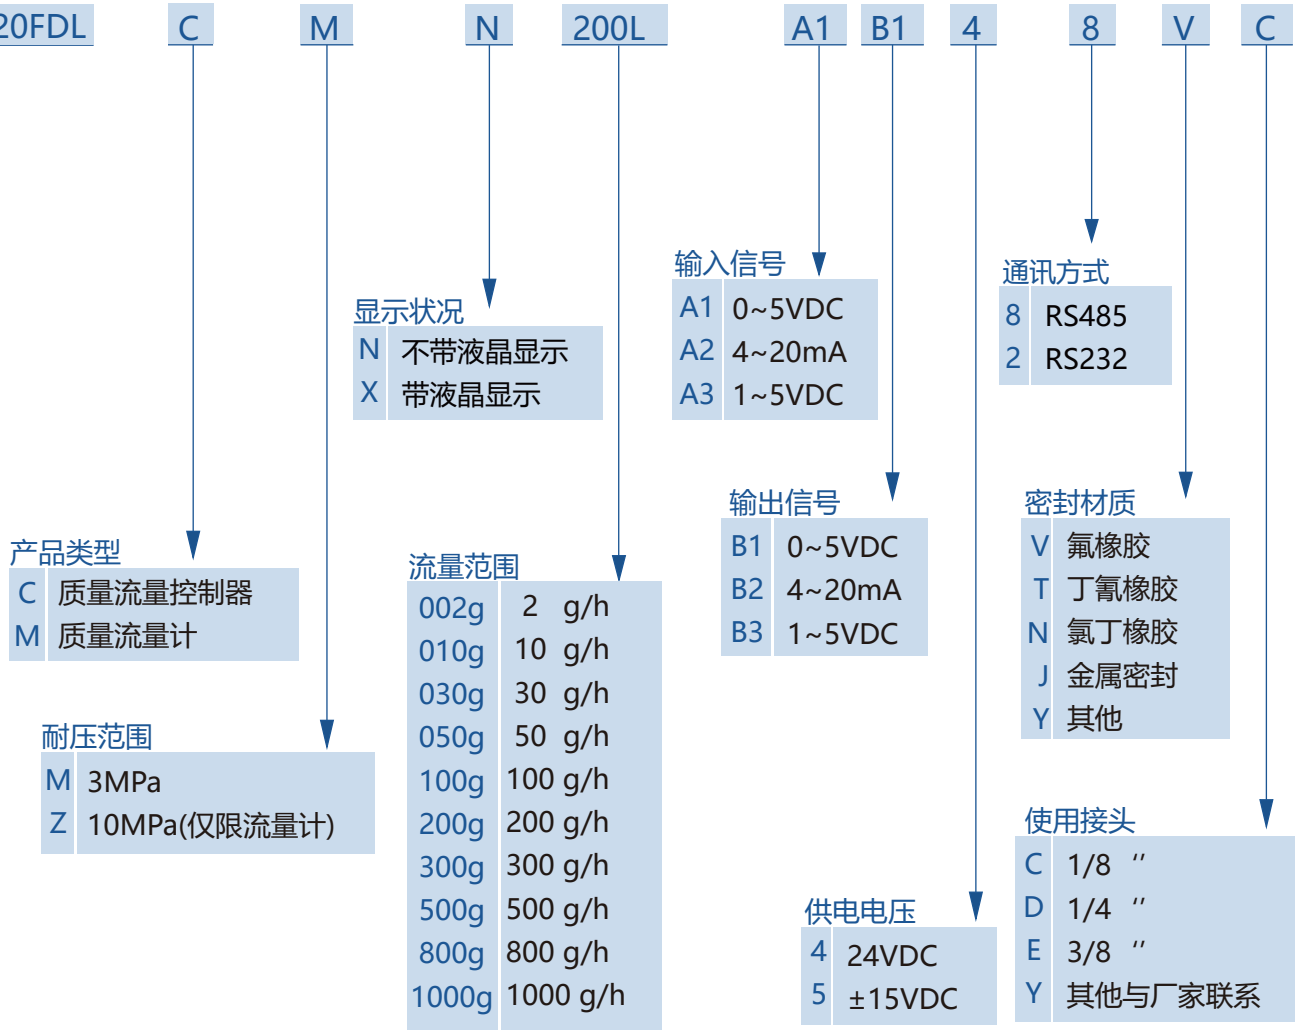 20FDL C M N 200L A1 B1 4 8 V C
输入信号
A1 0~5VDC
A2 4~20mA
A3 1~5VDC
通讯方式
8 RS485
2 RS232
显示状况
N 不带液晶显示
X 带液晶显示
输出信号
B1 0~5VDC
B2 4~20mA
B3 1~5VDC
密封材质
V 氟橡胶
T 丁氰橡胶
N 氯丁橡胶
J 金属密封
Y 其他
产品类型
C 质量流量控制器
M 质量流量计
流量范围
002g 2 g/h
010g 10 g/h
030g 30 g/h
050g 50 g/h
100g 100 g/h
200g 200 g/h
300g 300 g/h
500g 500 g/h
800g 800 g/h
1000g 1000 g/h
耐压范围
M 3MPa
Z 10MPa(仅限流量计)
使用接头
C 1/8 ″
D 1/4 ″
E 3/8 ″
Y 其他与厂家联系
供电电压
4 24VDC
5 ±15VDC